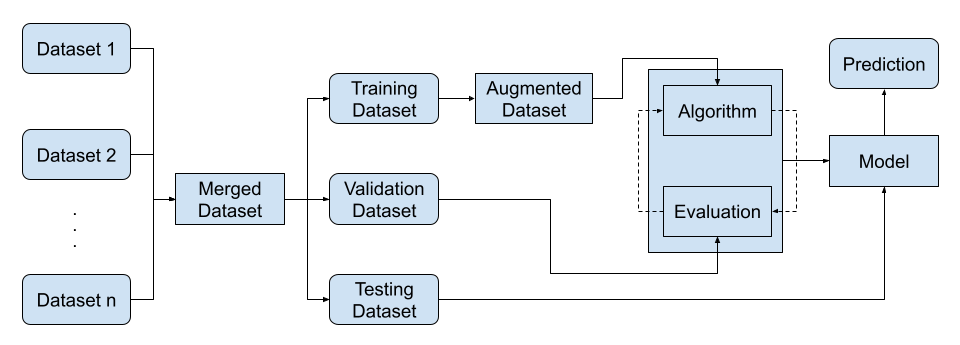 Dataset 1
Dataset 2
.
.
.
Dataset n
Merged
Dataset
Training
Dataset
Validation
Dataset
Testing
Dataset
Augmented
Dataset
Algorithm
Evaluation
Prediction
Model